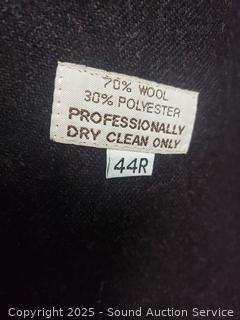 70% WOOL
30% POLYESTER
PROFESSIONALLY
DRY CLEAN ONLY
44R
Copyright 2025 - Sound Auction Service